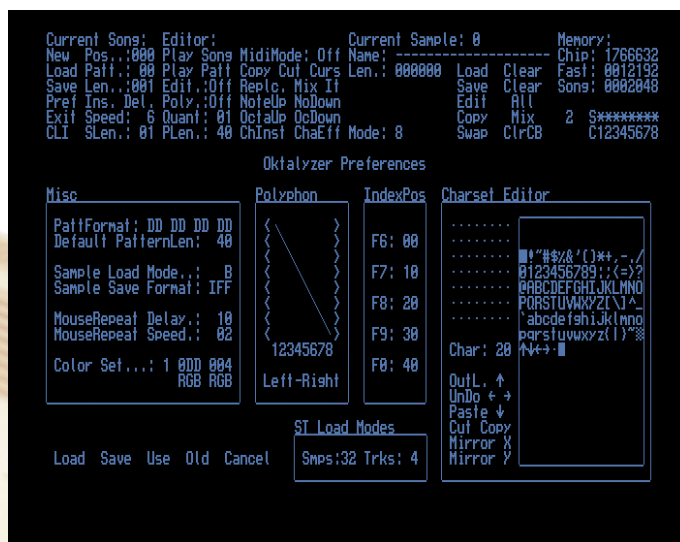 Current Song: Editor: Current Sample: 0 Memory:
New Pos..:000 Play Song MidiMode: Off Name: -------------------- Chip: 1766632
Load Patt.: 00 Play Patt Copy Cut Curs Len.: 000000 Load Clear Fast: 0012192
Save Len..:001 Edit.:Off Replc. Mix It Save Clear Song: 0002048
Pref Ins. Del. Poly.:Off NoteUp NoDown Edit All
Exit Speed: 6 Quant: 01 OctaUp OcDown Copy Mix 2 S********
CLI SLen.: 01 PLen.: 40 ChInst ChaEff Mode: 8 Swap ClrCB C12345678
Oktalyzer Preferences
Misc Polyphon IndexPos Charset Editor
PattFormat: DD DD DD DD
Default PatternLen: 40
Sample Load Mode..: B
Sample Save Format: IFF
MouseRepeat Delay.: 10
MouseRepeat Speed.: 02
Color Set...: 1 0DD 004
RGB RGB
< >
< >
< >
< >
< >
< >
< >
< >
12345678
Left-Right
F6: 00
F7: 10
F8: 20
F9: 30
F0: 40
. . . . . . . .
. . . . . . . .
. . . . . . . .
. . . . . . . .
. . . . . . . .
. . . . . . . .
. . . . . . . .
. . . . . . . .
█!"#$%&'()*+,-./
0123456789:;<=>?
@ABCDEFGHIJKLMNO
PQRSTUVWXYZ[\]^_
`abcdefghijklmno
pqrstuvwxyz{|}~▒
↑↓←→·█
Char: 20
OutL. ↑
UnDo ← →
Paste ↓
Cut Copy
Mirror X
Mirror Y
ST Load Modes
Smps:32 Trks: 4
Load Save Use Old Cancel